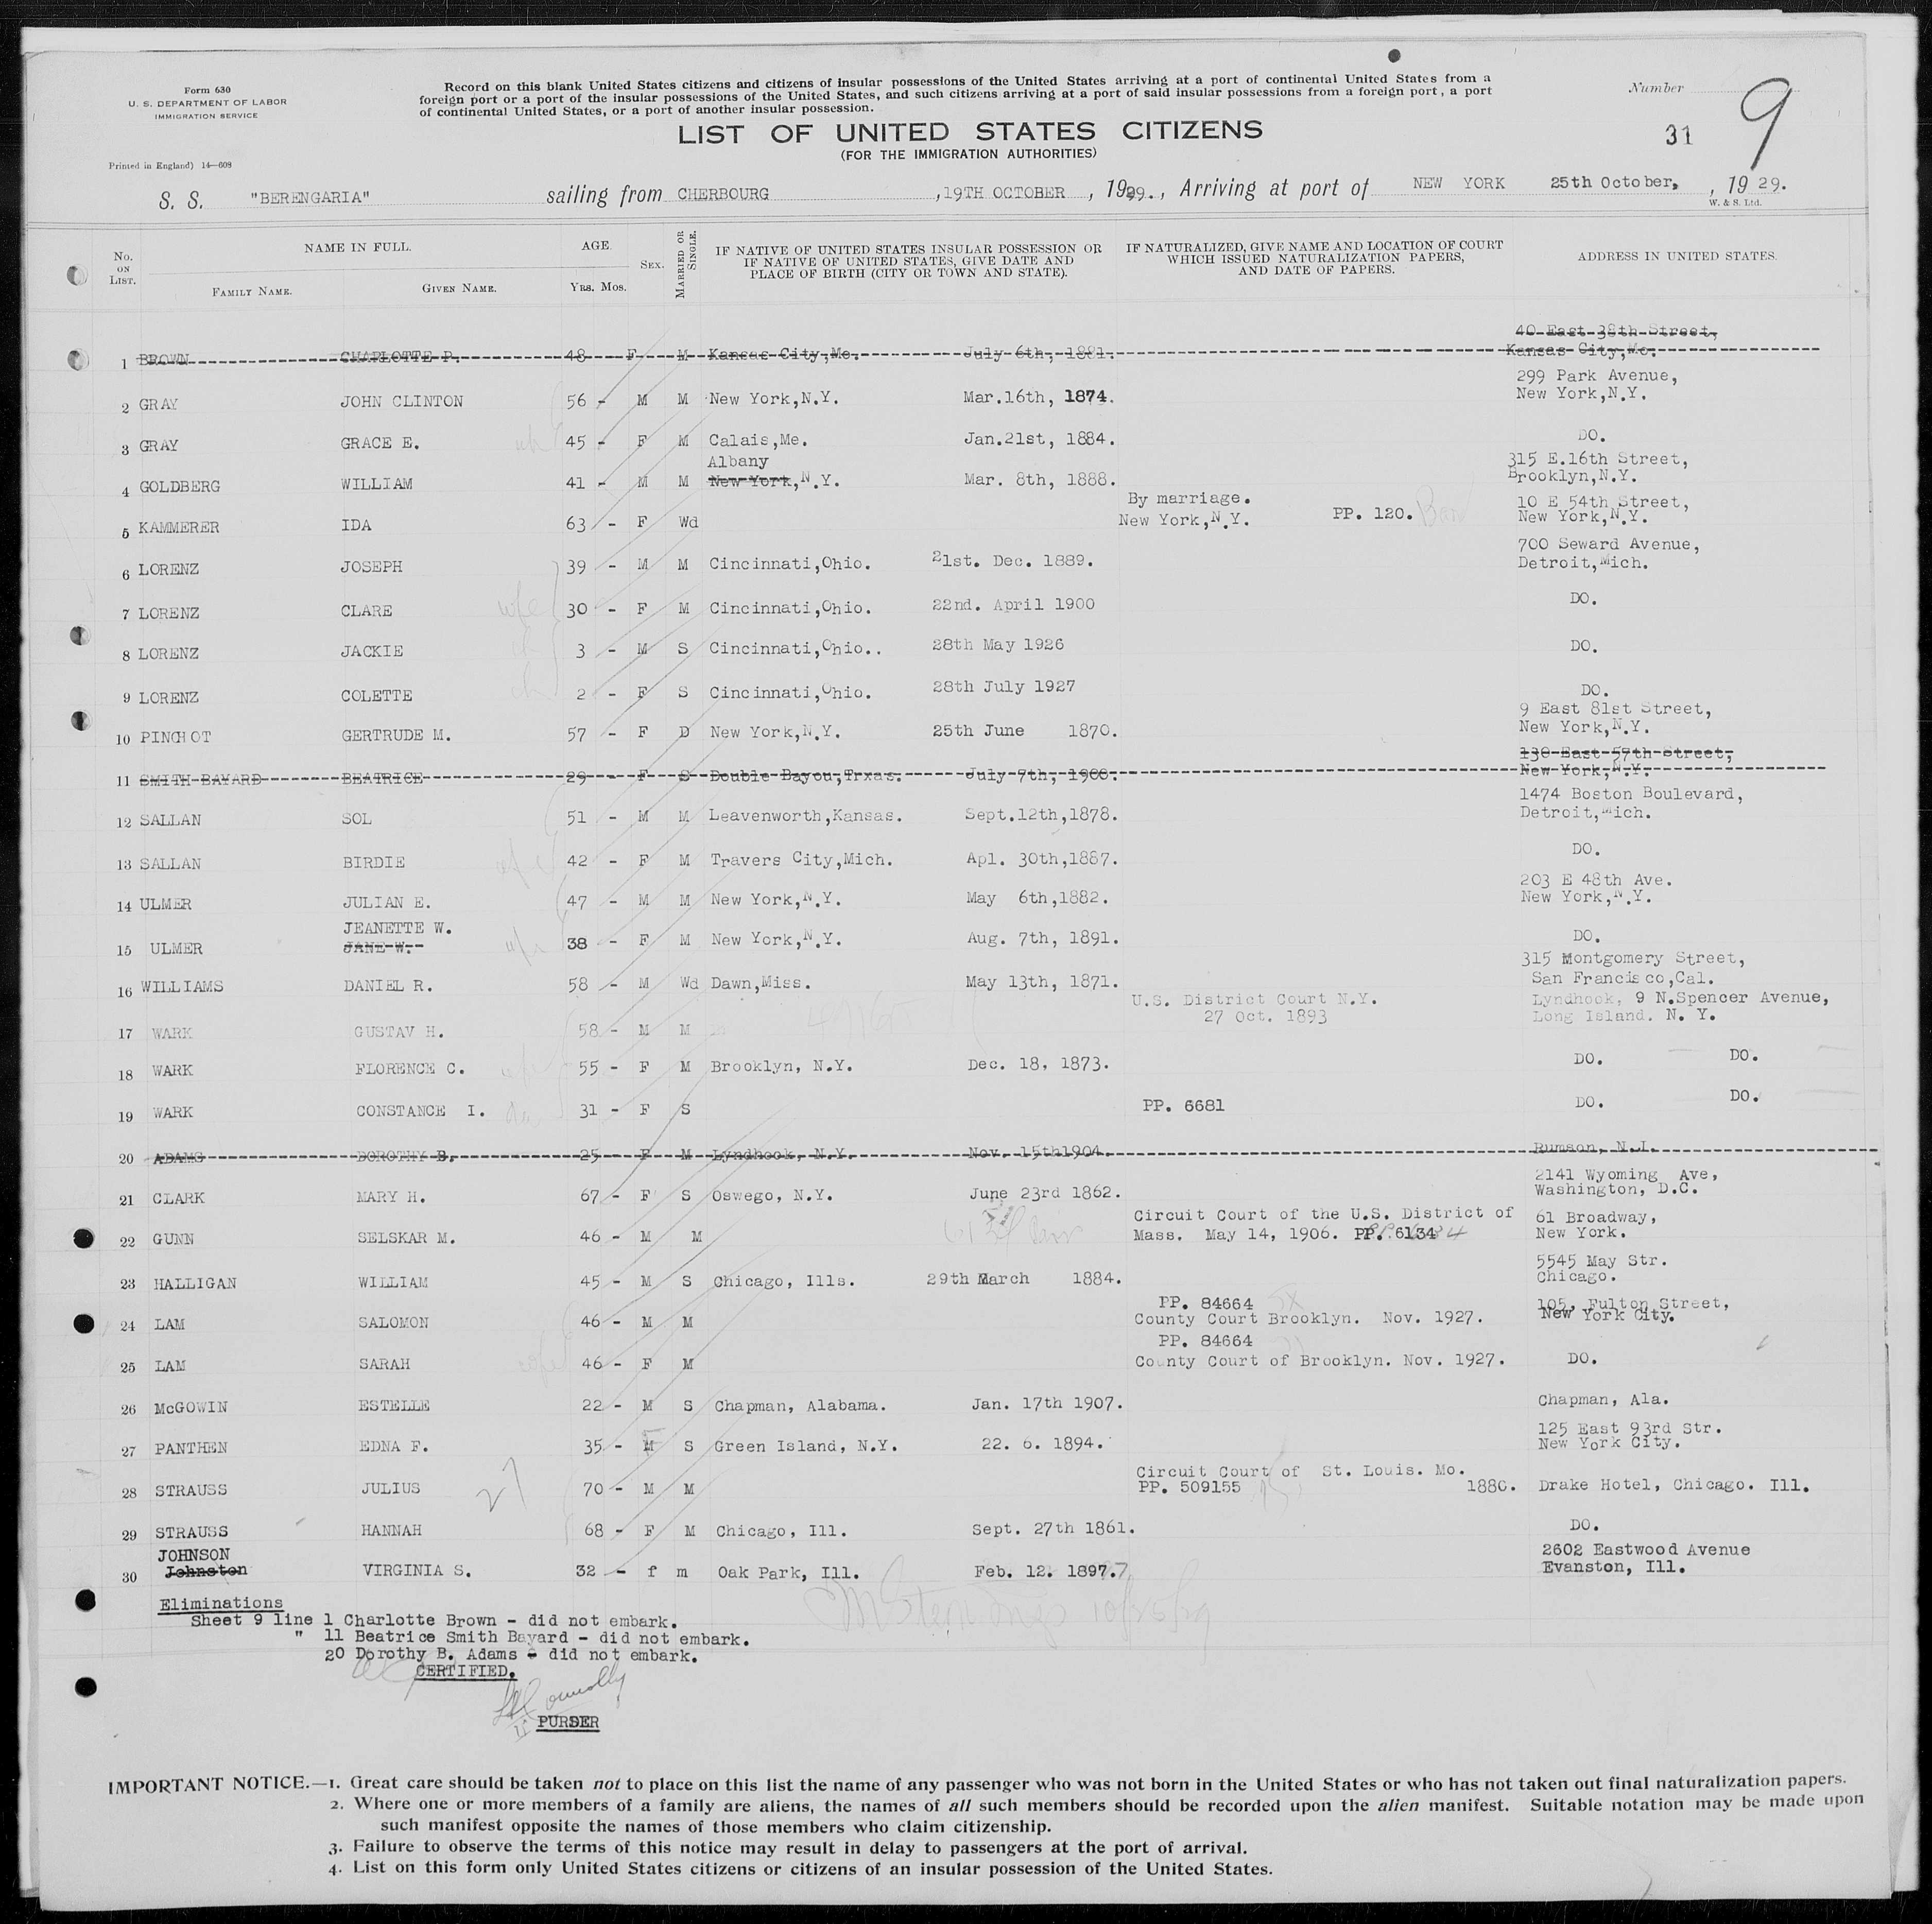 Form 630
U. S. DEPARTMENT OF LABOR
IMMIGRATION SERVICE
Printed in England) 14—609
Record on this blank United States citizens and citizens of insular possessions of the United States arriving at a port of continental United States from a
foreign port or a port of the insular possessions of the United States, and such citizens arriving at a port of said insular possessions from a foreign port, a port
of continental United States, or a port of another insular possession.
LIST OF UNITED STATES CITIZENS
(FOR THE IMMIGRATION AUTHORITIES)
Number 9
31
S. S. "BERENGARIA" sailing from CHERBOURG ,19TH OCTOBER , 1929. , Arriving at port of NEW YORK 25th October, , 19 29.
W. & S. Ltd.
No. ON LIST. NAME IN FULL. AGE. SEX. MARRIED OR SINGLE. IF NATIVE OF UNITED STATES INSULAR POSSESSION OR IF NATIVE OF UNITED STATES, GIVE DATE AND PLACE OF BIRTH (CITY OR TOWN AND STATE). IF NATURALIZED, GIVE NAME AND LOCATION OF COURT WHICH ISSUED NATURALIZATION PAPERS, AND DATE OF PAPERS. ADDRESS IN UNITED STATES.
FAMILY NAME. GIVEN NAME. YRS. MOS.
40 East 38th Street,
1 BROWN CHARLOTTE P. 48 F M Kansas City,Mo. July 6th, 1881. Kansas City,Mo.
299 Park Avenue,
2 GRAY JOHN CLINTON 56 - M M New York,N.Y. Mar.16th, 1874. New York,N.Y.
3 GRAY GRACE E. 45 - F M Calais,Me. Jan.21st, 1884. DO.
Albany 315 E.16th Street,
4 GOLDBERG WILLIAM 41 - M M New York,N.Y. Mar. 8th, 1888. Brooklyn,N.Y.
By marriage. 10 E 54th Street,
5 KAMMERER IDA 63 - F Wd New York,N.Y. PP. 120. New York,N.Y.
700 Seward Avenue,
6 LORENZ JOSEPH 39 - M M Cincinnati,Ohio. 21st. Dec. 1889. Detroit,Mich.
7 LORENZ CLARE wife 30 - F M Cincinnati,Ohio. 22nd. April 1900 DO.
8 LORENZ JACKIE ch 3 - M S Cincinnati,Ohio.. 28th May 1926 DO.
9 LORENZ COLETTE ch 2 - F S Cincinnati,Ohio. 28th July 1927 DO.
9 East 81st Street,
10 PINCHOT GERTRUDE M. 57 - F D New York,N.Y. 25th June 1870. New York,N.Y.
130 East 57th Street,
11 SMITH BAYARD BEATRICE 29 - F S Double Bayou,Trxas. July 7th, 1900. New York,N.Y.
1474 Boston Boulevard,
12 SALLAN SOL 51 - M M Leavenworth,Kansas. Sept.12th,1878. Detroit,Mich.
13 SALLAN BIRDIE 42 - F M Travers City,Mich. Apl. 30th,1887. DO.
203 E 48th Ave.
14 ULMER JULIAN E. 47 - M M New York,N.Y. May 6th,1882. New York,N.Y.
JEANETTE W.
15 ULMER JANE W. 38 - F M New York,N.Y. Aug. 7th, 1891. DO.
315 Montgomery Street,
16 WILLIAMS DANIEL R. 58 - M Wd Dawn,Miss. May 13th, 1871. San Francisco,Cal.
U.S. District Court N.Y. Lyndhook, 9 N.Spencer Avenue,
27 Oct. 1893 Long Island. N. Y.
17 WARK GUSTAV H. 58 - M M
18 WARK FLORENCE C. 55 - F M Brooklyn, N.Y. Dec. 18, 1873. DO. DO.
19 WARK CONSTANCE I. 31 - F S PP. 6681 DO. DO.
20 ADAMS DOROTHY B. 25 - F M Lyndhook, N.Y. Nov. 15th1904. Rumson, N.J.
2141 Wyoming Ave,
21 CLARK MARY H. 67 - F S Oswego, N.Y. June 23rd 1862. Washington, D.C.
Circuit Court of the U.S. District of 61 Broadway,
22 GUNN SELSKAR M. 46 - M M Mass. May 14, 1906. PP. 6134 New York.
5545 May Str.
23 HALLIGAN WILLIAM 45 - M S Chicago, Ills. 29th March 1884. Chicago.
PP. 84664 105, Fulton Street,
24 LAM SALOMON 46 - M M County Court Brooklyn. Nov. 1927. New York City.
PP. 84664
25 LAM SARAH wife 46 - F M County Court of Brooklyn. Nov. 1927. DO.
26 McGOWIN ESTELLE 22 - M S Chapman, Alabama. Jan. 17th 1907. Chapman, Ala.
125 East 93rd Str.
27 PANTHEN EDNA F. 35 - M F S Green Island, N.Y. 22. 6. 1894. New York City.
Circuit Court of St. Louis. Mo.
28 STRAUSS JULIUS 27 70 - M M PP. 509155 1880. Drake Hotel, Chicago. Ill.
29 STRAUSS HANNAH 68 - F M Chicago, Ill. Sept. 27th 1861. DO.
JOHNSON 2602 Eastwood Avenue
30 Johnston VIRGINIA S. 32 - f m Oak Park, Ill. Feb. 12. 1897. Evanston, Ill.
Eliminations
Sheet 9 line 1 Charlotte Brown - did not embark.
" 11 Beatrice Smith Bayard - did not embark.
20 Dorothy B. Adams - did not embark.
CERTIFIED.
Connolly
PURSER
IMPORTANT NOTICE.—1. Great care should be taken not to place on this list the name of any passenger who was not born in the United States or who has not taken out final naturalization papers.
2. Where one or more members of a family are aliens, the names of all such members should be recorded upon the alien manifest. Suitable notation may be made upon
such manifest opposite the names of those members who claim citizenship.
3. Failure to observe the terms of this notice may result in delay to passengers at the port of arrival.
4. List on this form only United States citizens or citizens of an insular possession of the United States.